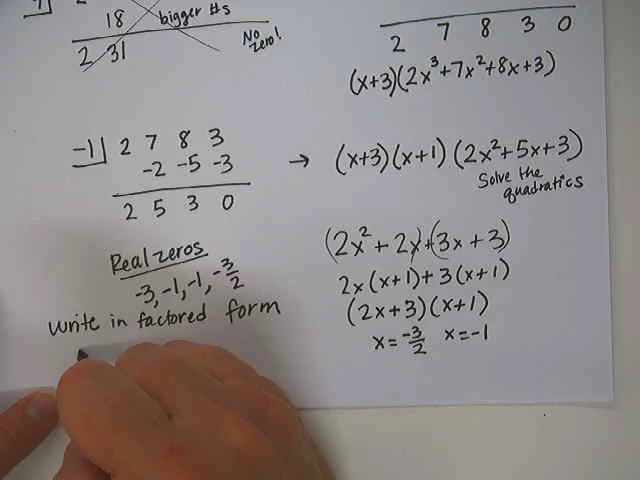 18 bigger #s
2 31 No zero!
2 7 8 3 0
(x+3)(2x³+7x²+8x+3)
-1 2 7 8 3
-2 -5 -3
2 5 3 0
→ (x+3)(x+1)(2x²+5x+3)
Solve the
quadratics
Real zeros
-3, -1, -1, -3/2
write in factored form
(2x²+2x)+(3x+3)
2x(x+1)+3(x+1)
(2x+3)(x+1)
x=-3/2 x=-1